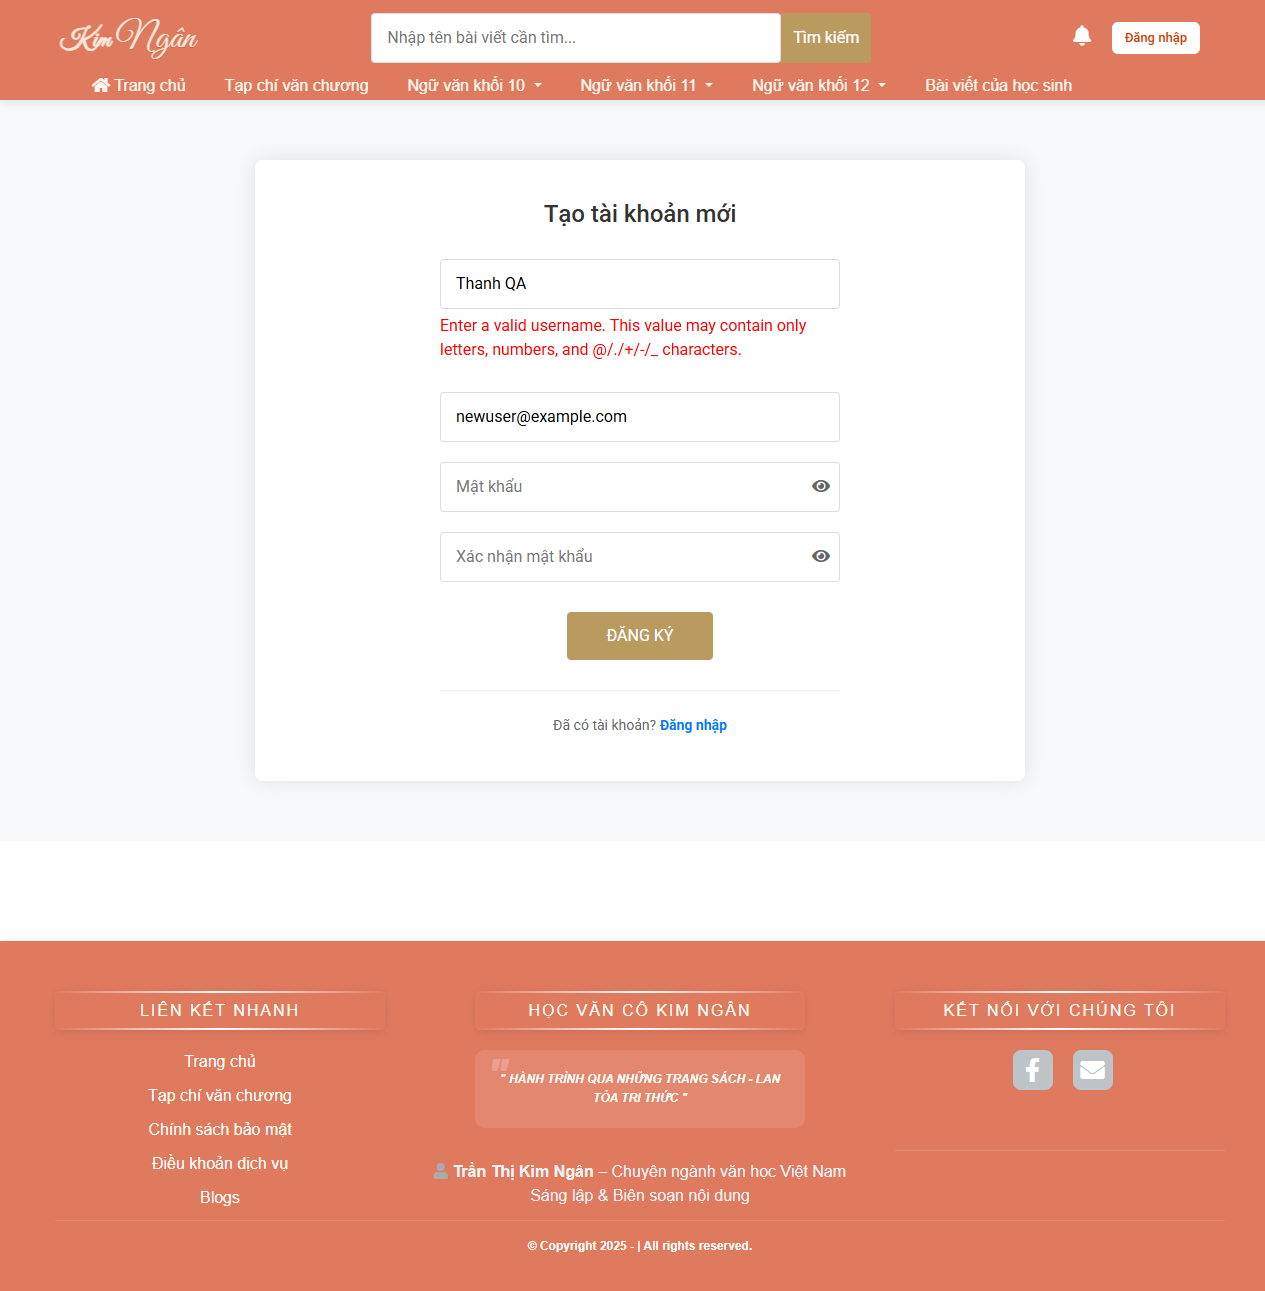 Kim Ngân
Nhập tên bài viết cần tìm...
Tìm kiếm
Đăng nhập
Trang chủ
Tạp chí văn chương
Ngữ văn khối 10
Ngữ văn khối 11
Ngữ văn khối 12
Bài viết của học sinh
Tạo tài khoản mới
Thanh QA
Enter a valid username. This value may contain only
letters, numbers, and @/./+/-/_ characters.
newuser@example.com
Mật khẩu
Xác nhận mật khẩu
ĐĂNG KÝ
Đã có tài khoản? Đăng nhập
LIÊN KẾT NHANH
Trang chủ
Tạp chí văn chương
Chính sách bảo mật
Điều khoản dịch vụ
Blogs
HỌC VĂN CÔ KIM NGÂN
" HÀNH TRÌNH QUA NHỮNG TRANG SÁCH - LAN
TỎA TRI THỨC "
Trần Thị Kim Ngân – Chuyên ngành văn học Việt Nam
Sáng lập & Biên soạn nội dung
KẾT NỐI VỚI CHÚNG TÔI
© Copyright 2025 - | All rights reserved.